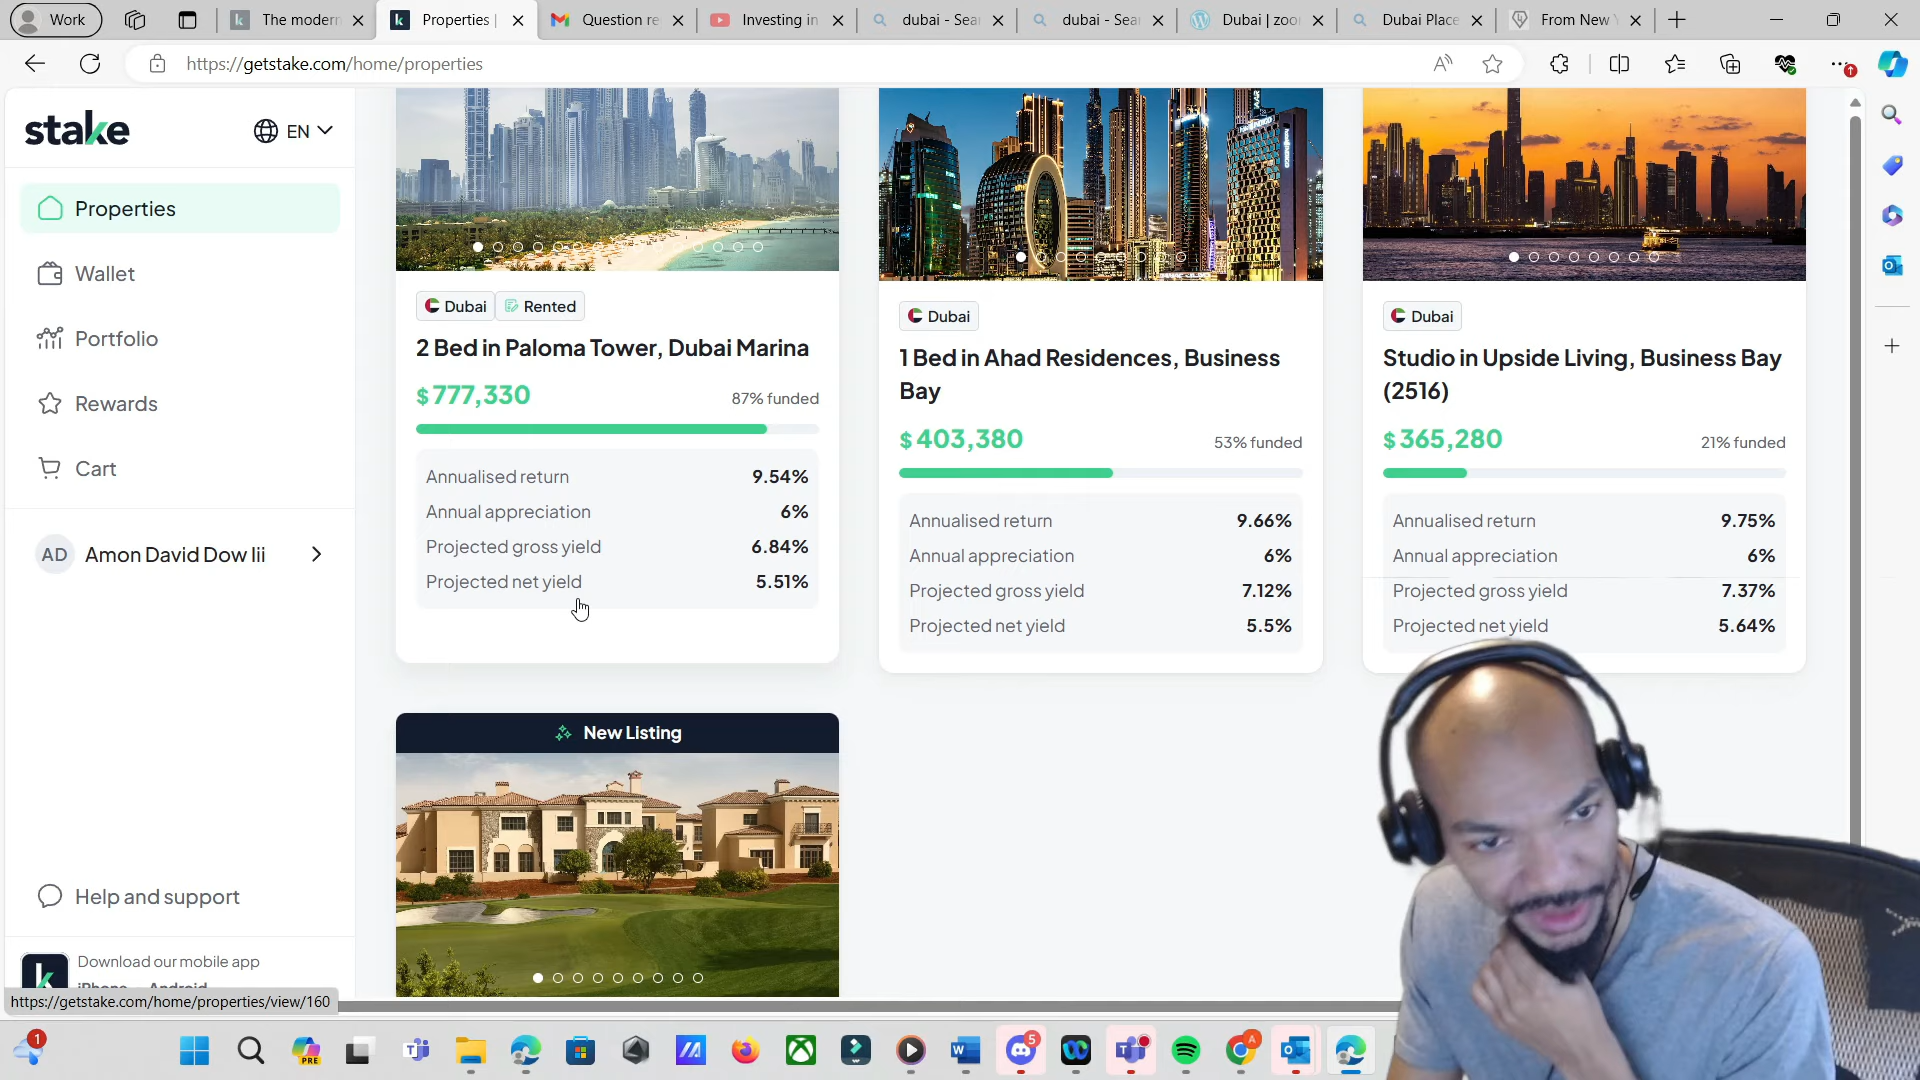 Work
The modern
Properties |
Question re
Investing in
dubai - Sea
dubai - Sea
Dubai | zoo
Dubai Place
From New Y
https://getstake.com/home/properties
stake
EN
Properties
Wallet
Portfolio
Rewards
Cart
AD
Amon David Dow Iii
Help and support
Download our mobile app
https://getstake.com/home/properties/view/160
Dubai
Rented
2 Bed in Paloma Tower, Dubai Marina
$ 777,330
87% funded
Annualised return 9.54%
Annual appreciation 6%
Projected gross yield 6.84%
Projected net yield 5.51%
Dubai
1 Bed in Ahad Residences, Business
Bay
$ 403,380
53% funded
Annualised return 9.66%
Annual appreciation 6%
Projected gross yield 7.12%
Projected net yield 5.5%
Dubai
Studio in Upside Living, Business Bay
(2516)
$ 365,280
21% funded
Annualised return 9.75%
Annual appreciation 6%
Projected gross yield 7.37%
Projected net yield 5.64%
New Listing
1
PRE
5
A